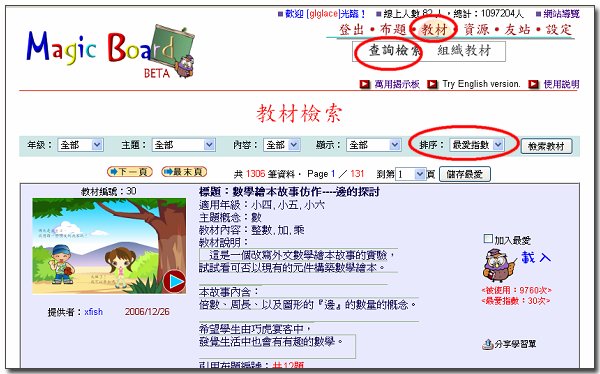 歡迎 [glglace]光臨！ 線上人數 82 人，總計：1097204人 網站導覽
登出・布題・教材・資源・友站・設定
查詢檢索 組織教材
Magic Board
BETA
萬用揭示板 Try English version. 使用說明
教材檢索
年級： 全部 主題： 全部 內容： 全部 顯示： 全部 排序： 最愛指數 檢索教材
下一頁 最末頁 共 1306 筆資料・ Page 1 / 131 到第 1 頁 儲存最愛
教材編號：30
提供者：xfish 2006/12/26
標題：數學繪本故事仿作----邊的探討
適用年級：小四,小五,小六
主題概念：數
教材內容：整數,加,乘
教材說明：
這是一個改寫外文數學繪本故事的實驗，
試試看可以以現有的元件構築數學繪本。
本故事內含：
倍數、周長、以及圖形的『邊』的數量的概念。
希望學生由巧虎宴客中，
發覺生活中也會有有趣的數學。
引用布題編號：共12題
加入最愛
載入
<被使用：9760次>
<最愛指數：30次>
分享學習單